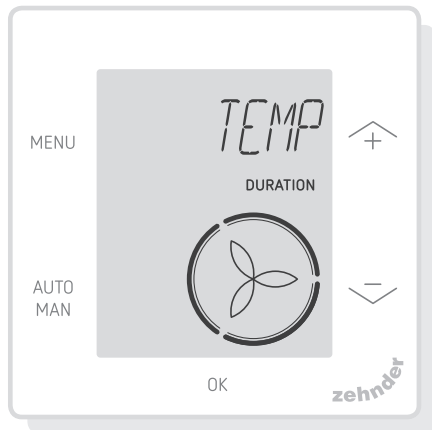 TEMP
MENU
+
DURATION
AUTO
MAN
−
OK
zehnder